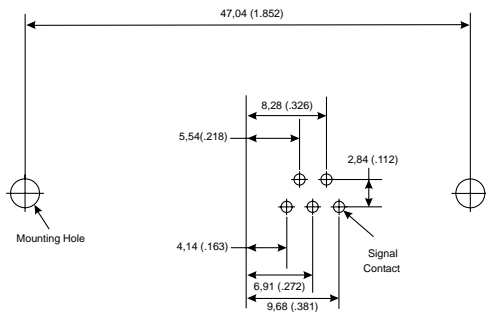 47,04 (1.852)
8,28 (.326)
5,54(.218)
2,84 (.112)
Mounting Hole
Signal
Contact
4,14 (.163)
6,91 (.272)
9,68 (.381)